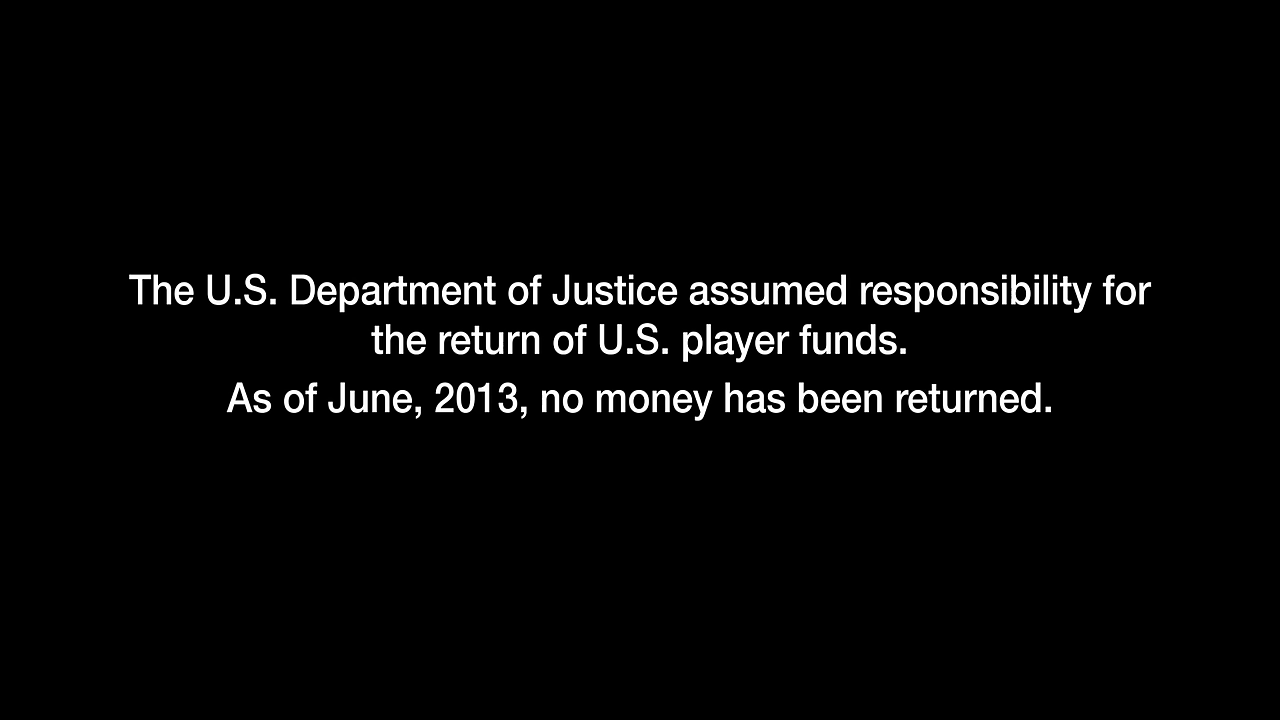 The U.S. Department of Justice assumed responsibility for
the return of U.S. player funds.
As of June, 2013, no money has been returned.